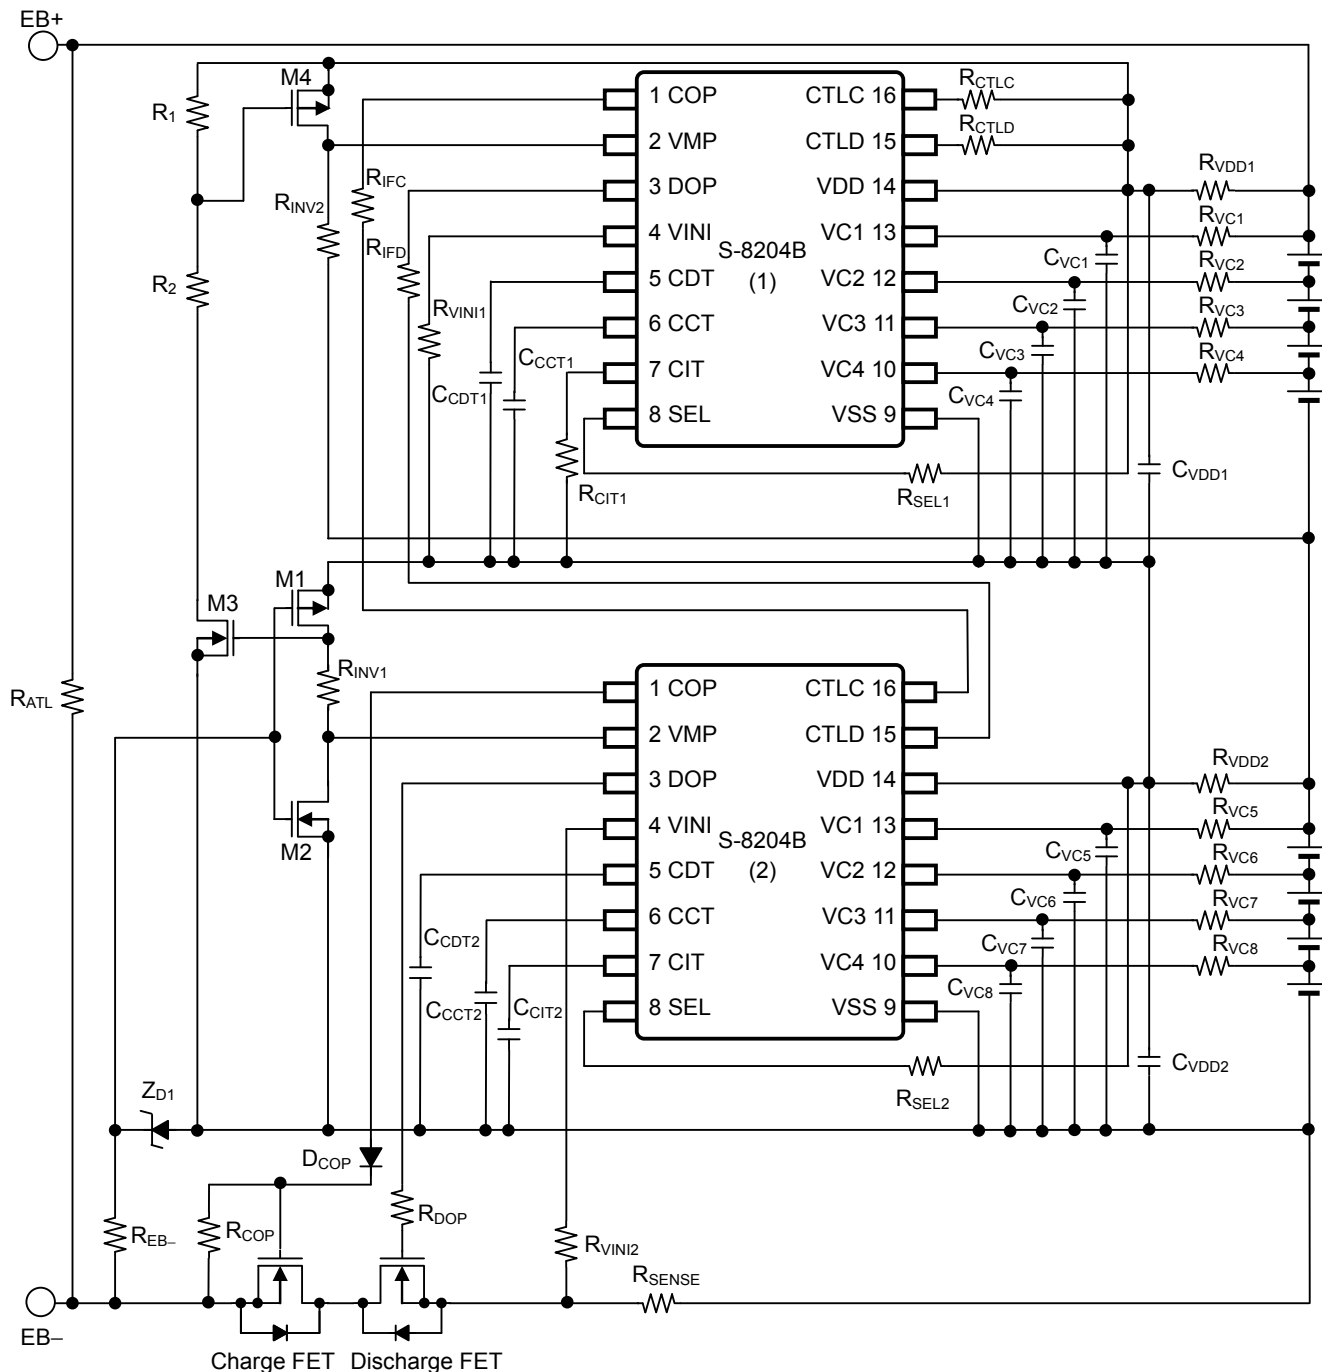 EB+
M4
R1
RINV2
RIFC
RIFD
R2
RVINI1
CCDT1
CCCT1
RCIT1
1 COP
2 VMP
3 DOP
4 VINI
5 CDT
6 CCT
7 CIT
8 SEL
S-8204B
(1)
CTLC 16
CTLD 15
VDD 14
VC1 13
VC2 12
VC3 11
VC4 10
VSS 9
RCTLC
RCTLD
RVDD1
RVC1
RVC2
RVC3
RVC4
CVC1
CVC2
CVC3
CVC4
RSEL1
CVDD1
M1
M3
RINV1
RATL
M2
1 COP
2 VMP
3 DOP
4 VINI
5 CDT
6 CCT
7 CIT
8 SEL
S-8204B
(2)
CTLC 16
CTLD 15
VDD 14
VC1 13
VC2 12
VC3 11
VC4 10
VSS 9
RVDD2
RVC5
RVC6
RVC7
RVC8
CVC5
CVC6
CVC7
CVC8
CCDT2
CCCT2
CCIT2
RSEL2
CVDD2
ZD1
DCOP
REB−
RCOP
RDOP
RVINI2
RSENSE
EB−
Charge FET
Discharge FET